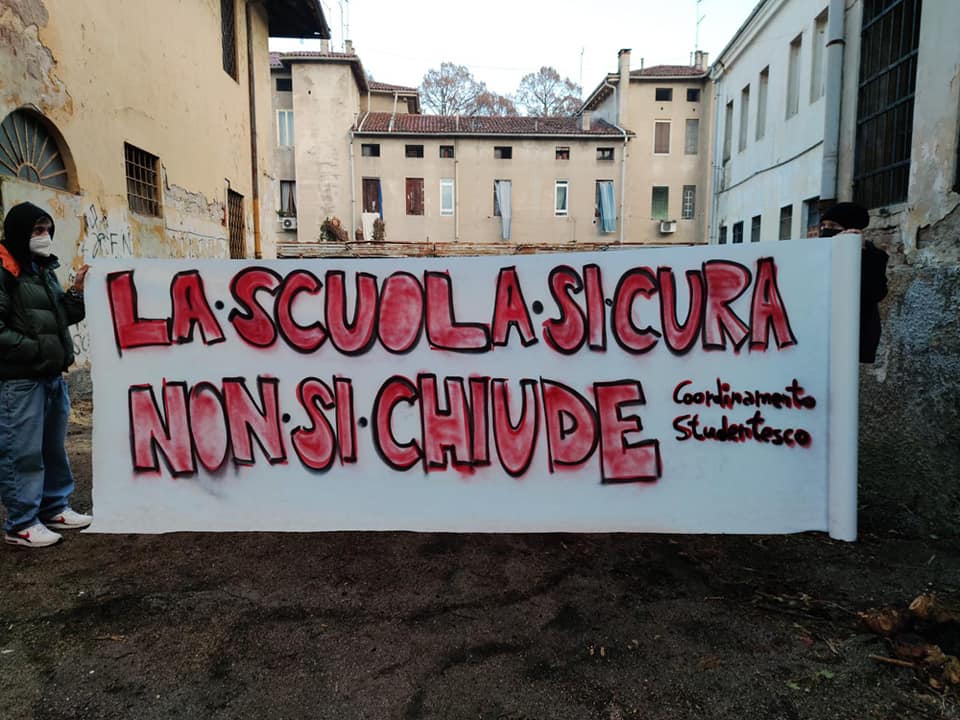 LA·SCUOLA·SI·CURA
NON·SI·CHIUDE
Coordinamento
Studentesco